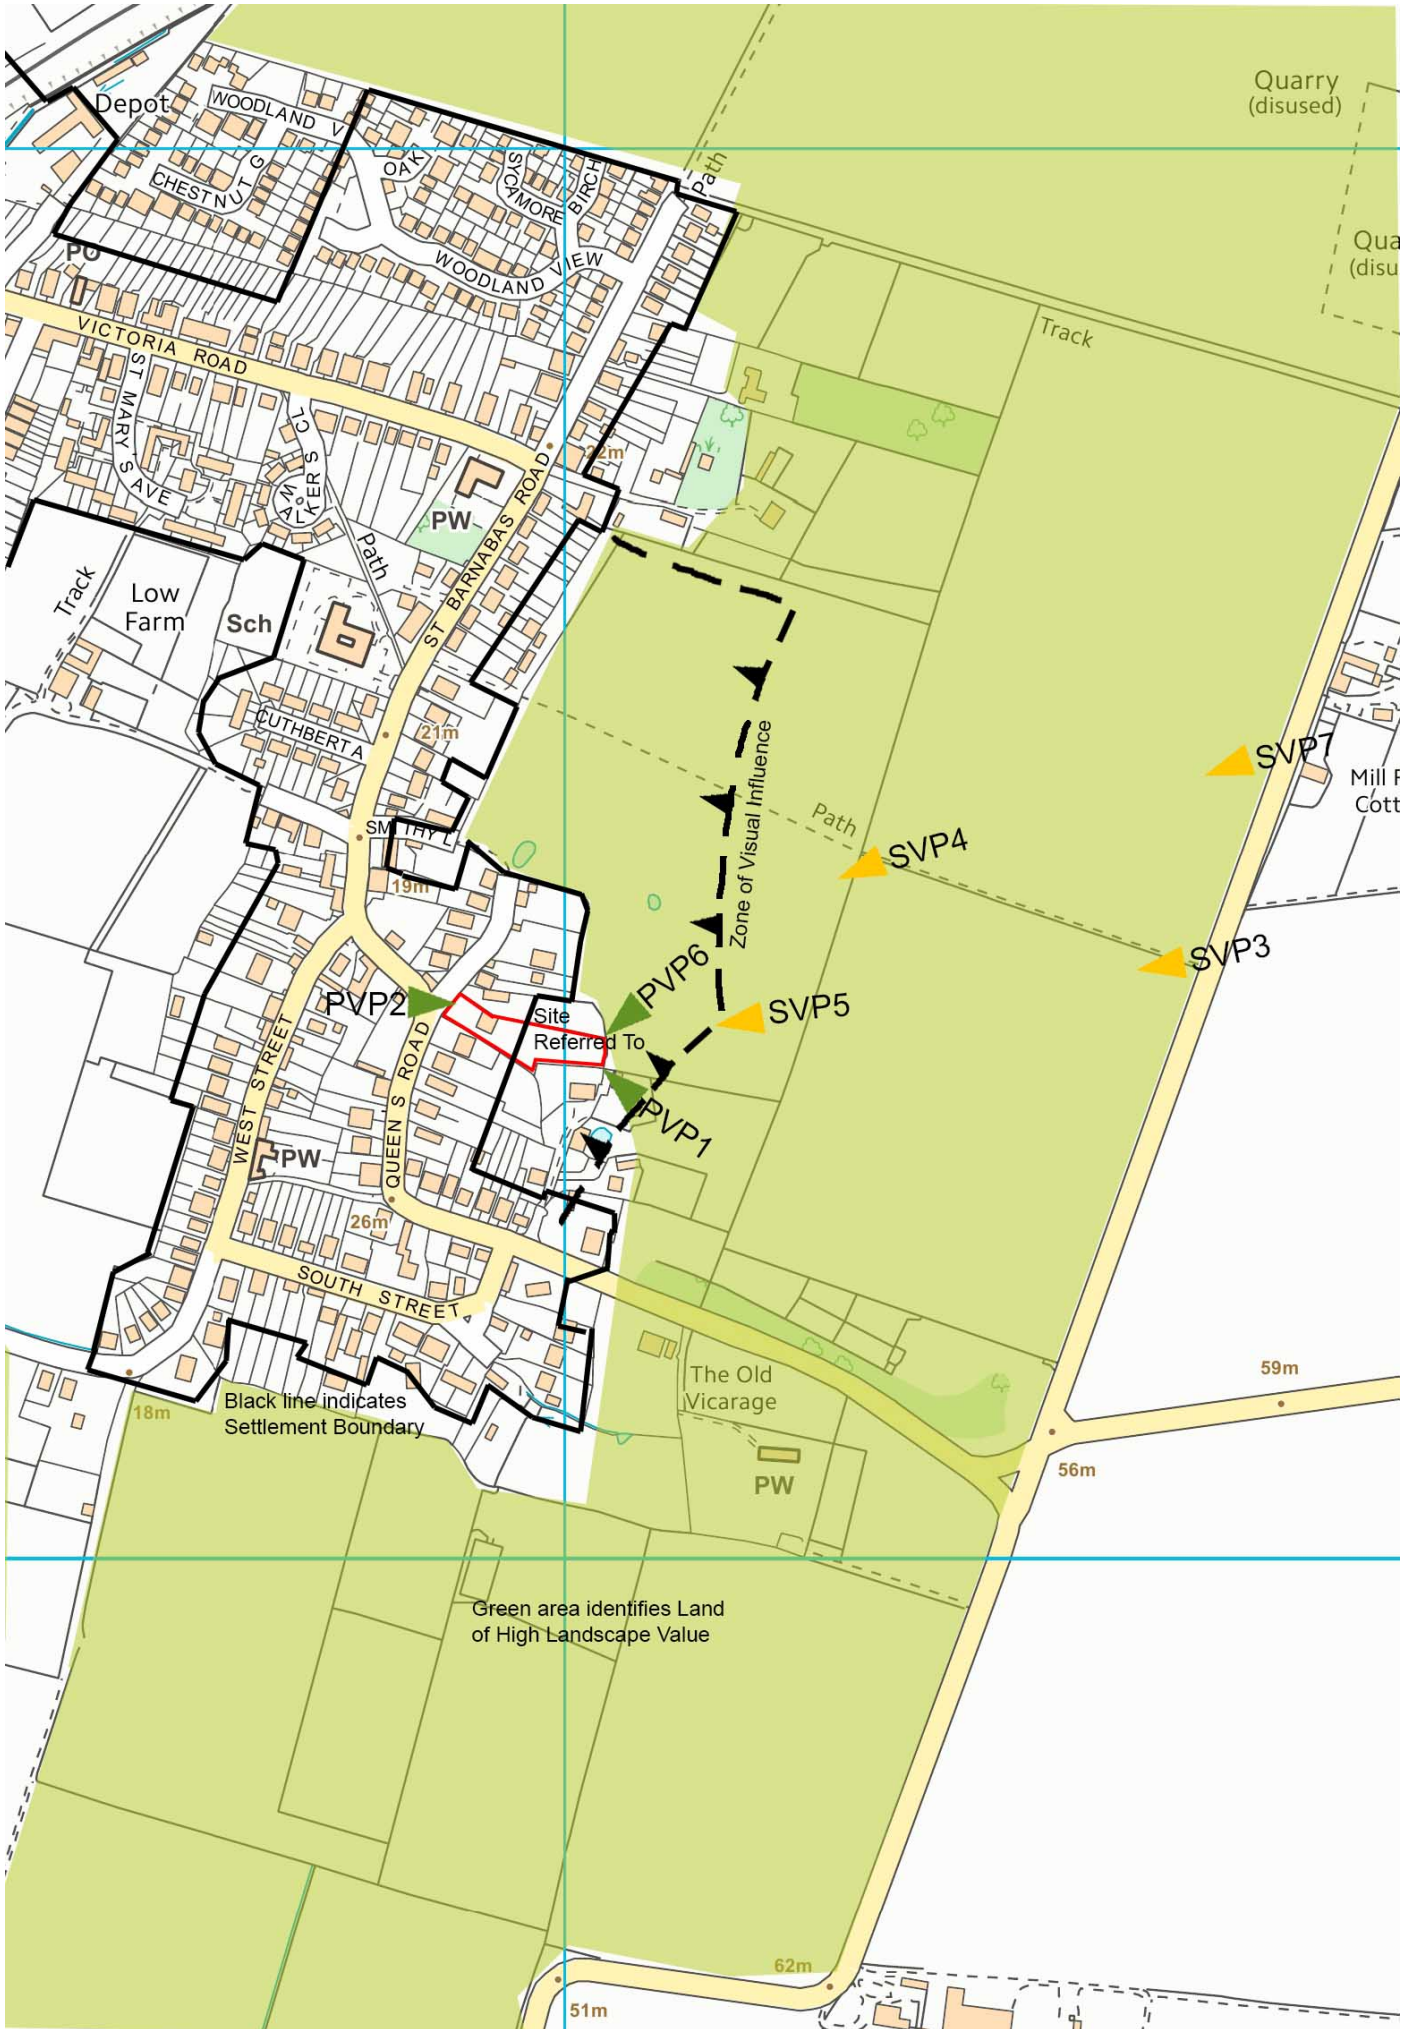 Quarry
(disused)
Depot
WOODLAND V
OAK
SYCAMORE
BIRCH
CHESTNUT G
Path
WOODLAND VIEW
PO
Qua
(disu
VICTORIA ROAD
Track
ST MARY'S AVE
WALKER'S CL
22m
PW
ST BARNABAS ROAD
Path
Track
Low
Farm
Sch
CUTHBERT A
21m
Zone of Visual Influence
SVP7
Mill F
Cott
Path
SMITHY L
SVP4
19m
SVP3
PVP6
PVP2
SVP5
Site
Referred To
WEST STREET
QUEEN'S ROAD
PVP1
PW
26m
SOUTH STREET
The Old
Vicarage
59m
Black line indicates
Settlement Boundary
18m
56m
PW
Green area identifies Land
of High Landscape Value
62m
51m